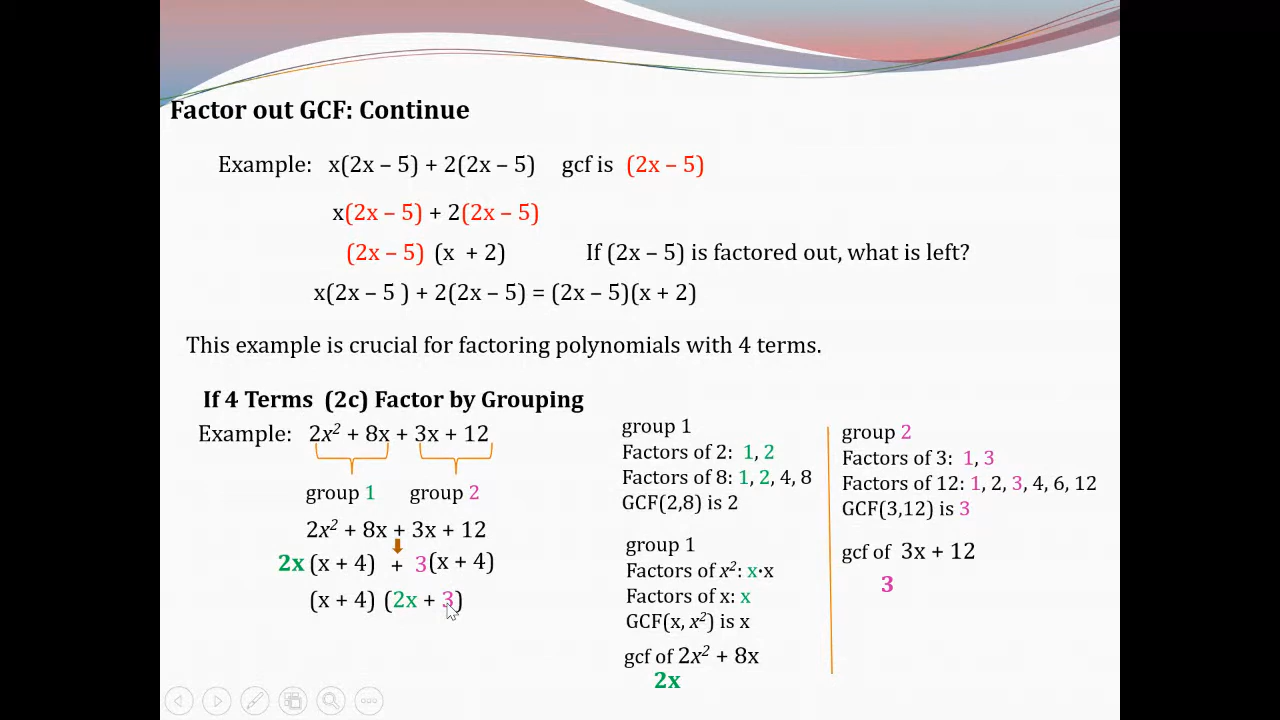 Factor out GCF: Continue
Example: x(2x – 5) + 2(2x – 5) gcf is (2x – 5)
x(2x – 5) + 2(2x – 5)
(2x – 5) (x + 2) If (2x – 5) is factored out, what is left?
x(2x – 5 ) + 2(2x – 5) = (2x – 5)(x + 2)
This example is crucial for factoring polynomials with 4 terms.
If 4 Terms (2c) Factor by Grouping
Example: 2x² + 8x + 3x + 12
group 1 group 2
2x² + 8x + 3x + 12
2x (x + 4) + 3(x + 4)
(x + 4) (2x + 3)
group 1
Factors of 2: 1, 2
Factors of 8: 1, 2, 4, 8
GCF(2,8) is 2
group 1
Factors of x²: x·x
Factors of x: x
GCF(x, x²) is x
gcf of 2x² + 8x
2x
group 2
Factors of 3: 1, 3
Factors of 12: 1, 2, 3, 4, 6, 12
GCF(3,12) is 3
gcf of 3x + 12
3